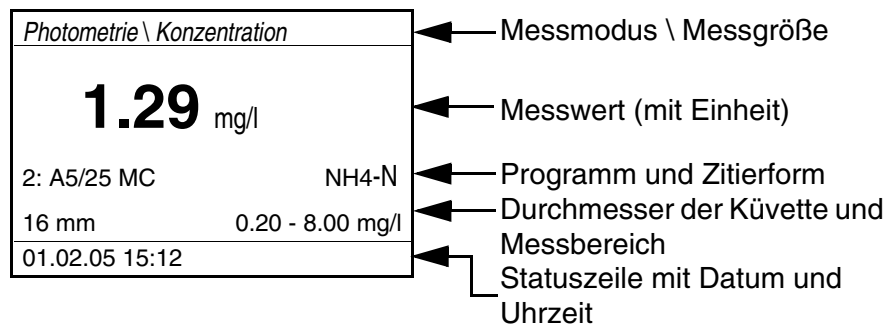 Photometrie \ Konzentration
Messmodus \ Messgröße
1.29 mg/l
Messwert (mit Einheit)
2: A5/25 MC NH4-N
Programm und Zitierform
16 mm 0.20 - 8.00 mg/l
Durchmesser der Küvette und
Messbereich
01.02.05 15:12
Statuszeile mit Datum und
Uhrzeit